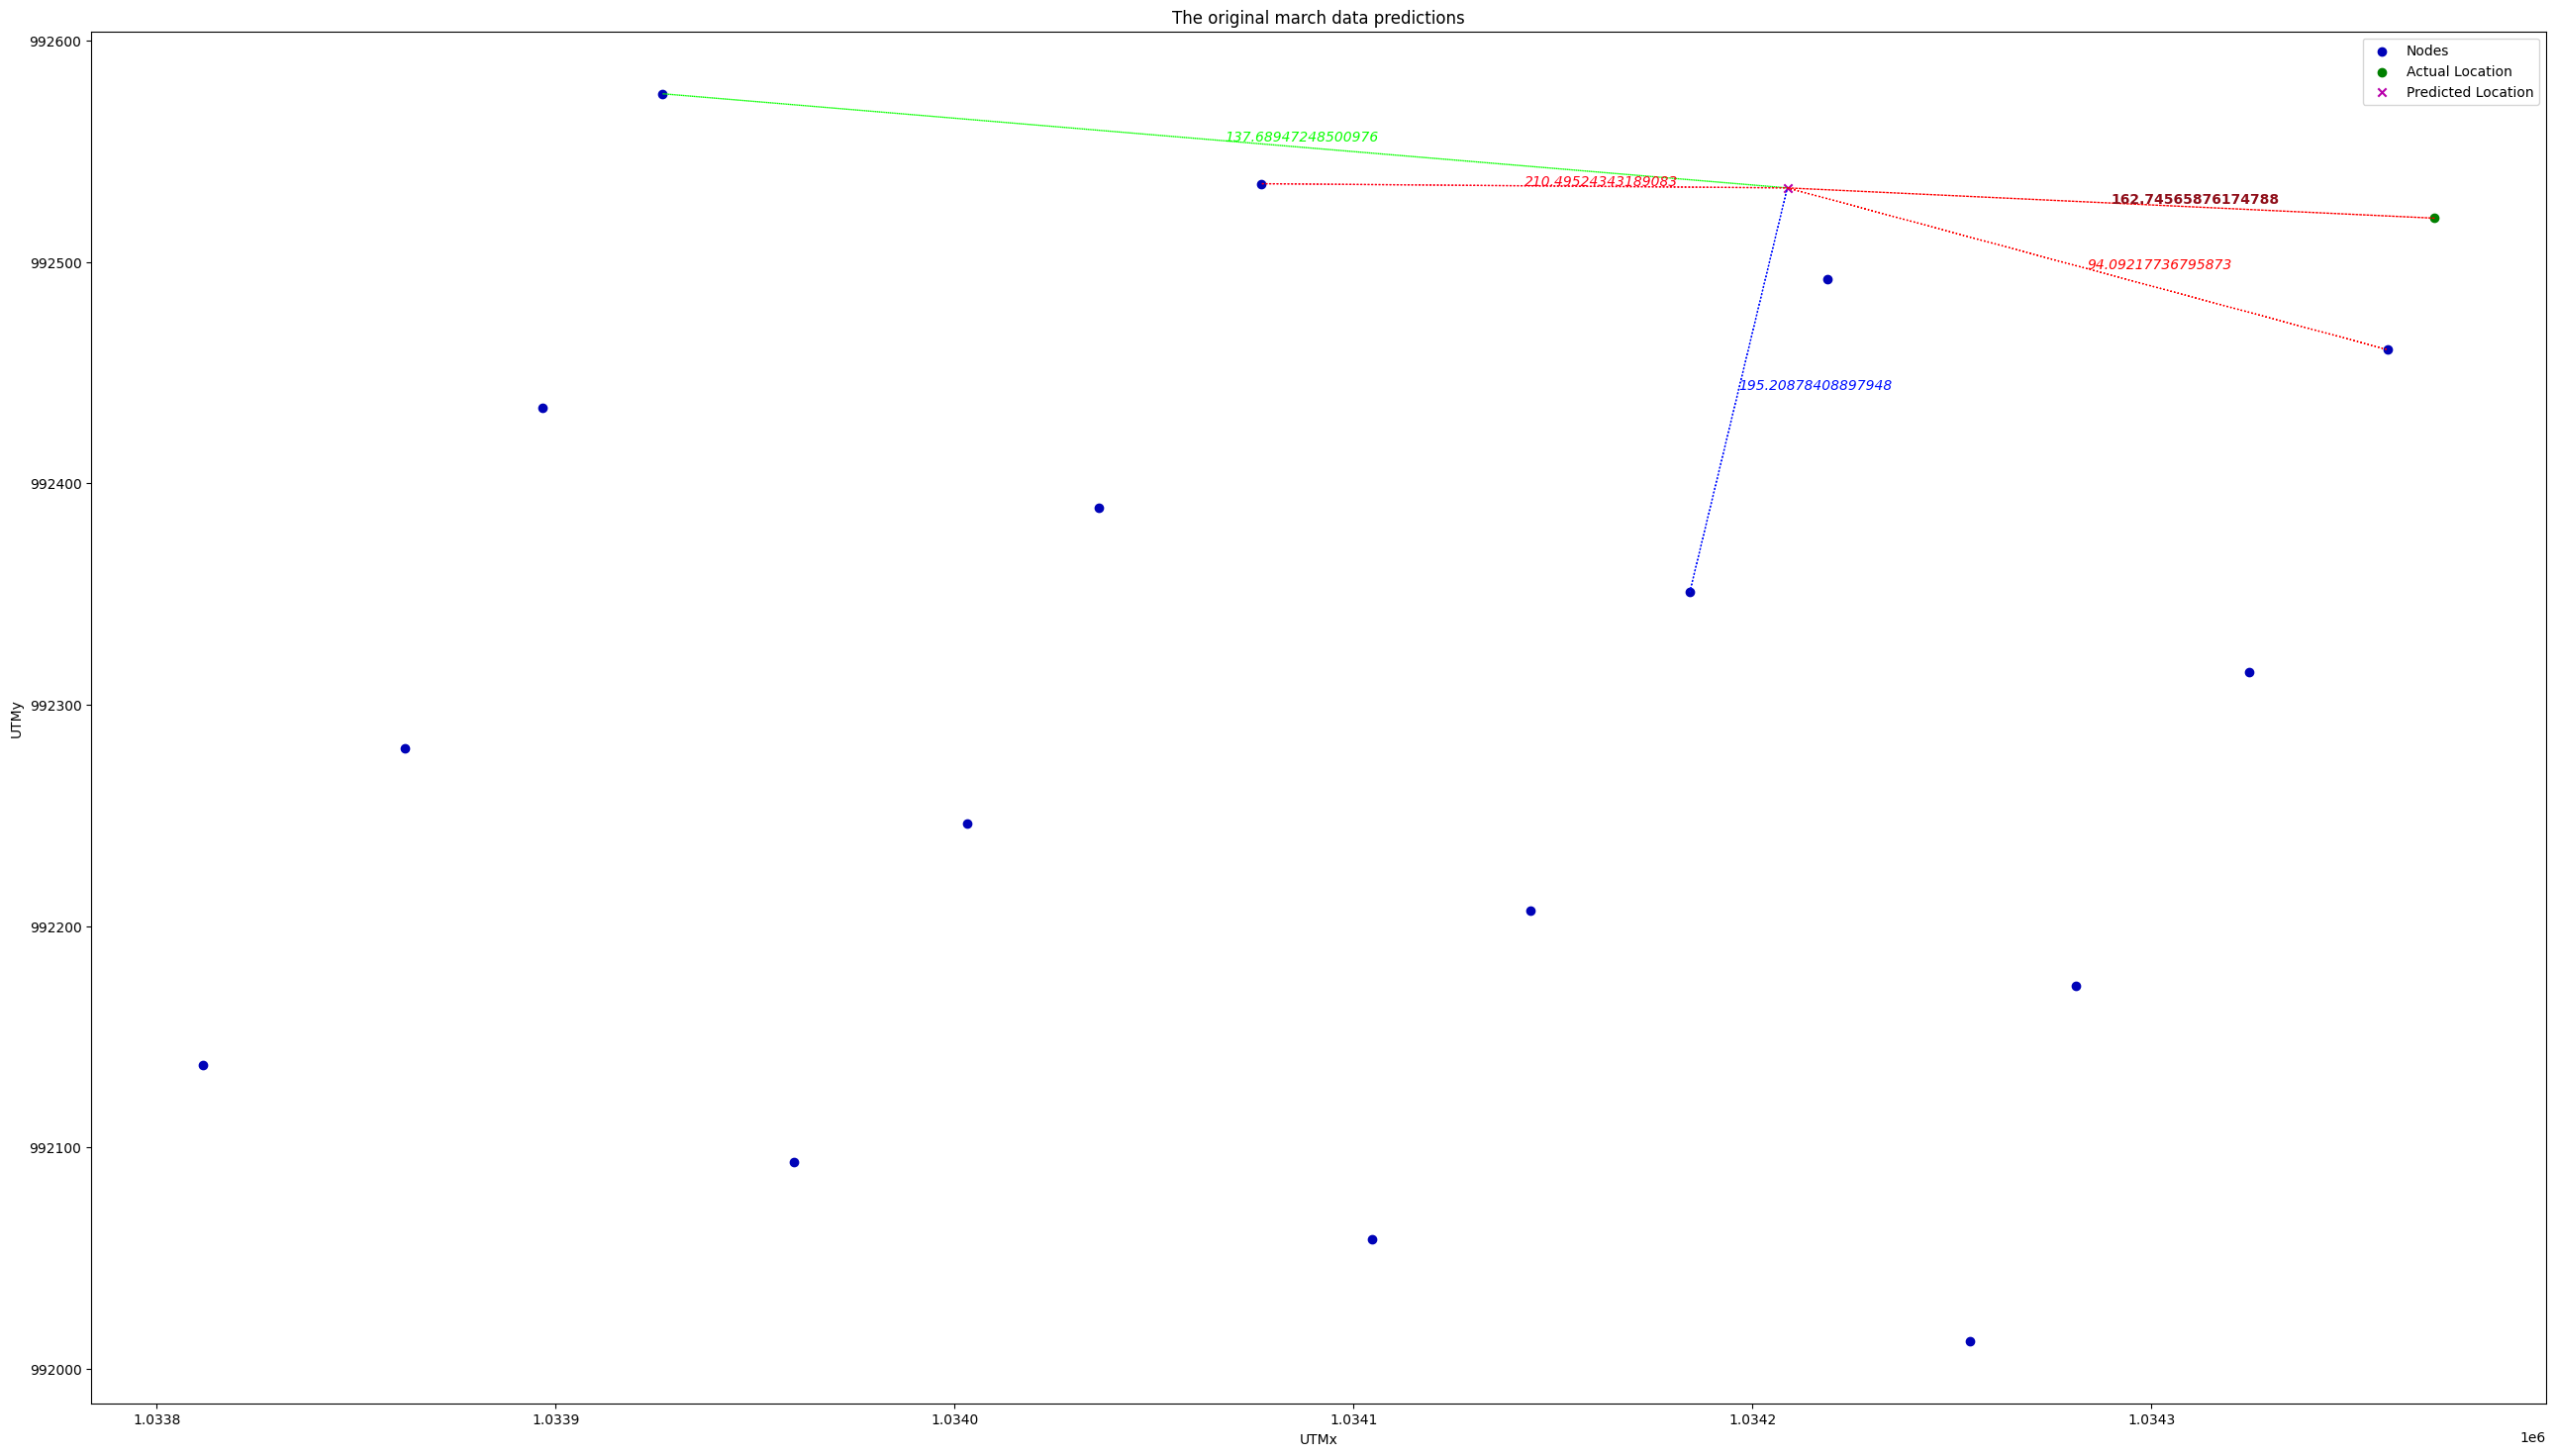 The original march data predictions
992600
Nodes
Actual Location
Predicted Location
137.68947248500976
210.49524343189083
162.74565876174788
992500
94.09217736795873
195.20878408897948
992400
992300
UTMy
992200
992100
992000
1.0338 1.0339 1.0340 1.0341 1.0342 1.0343
UTMx
1e6